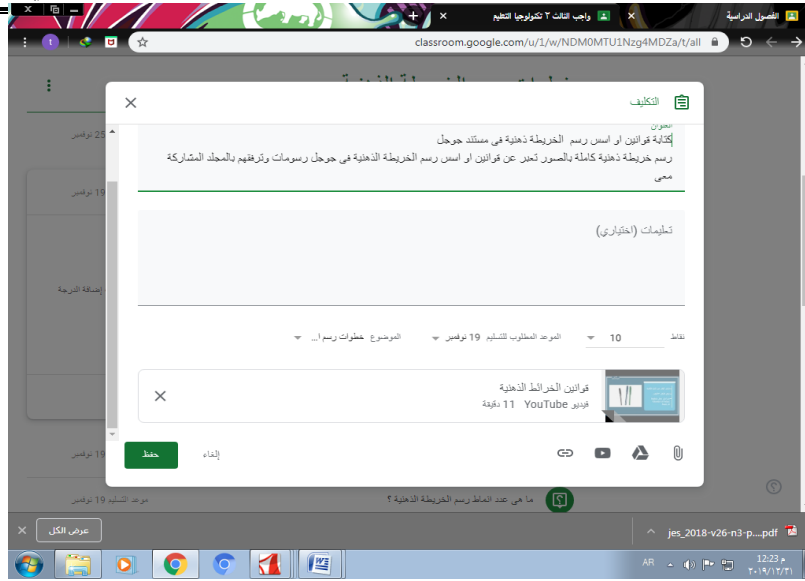 الفصول الدراسية
واجب الثالث ٢ تكنولوجيا التعليم
classroom.google.com/u/1/w/NDM0MTU1Nzg4MDZa/t/all
t
25 نوفمبر
19 نوفمبر
إضافة الدرجة
التكليف
العنوان
كتابة قوانين او اسس رسم الخريطة ذهنية فى مستند جوجل
رسم خريطة ذهنية كاملة بالصور تعبر عن قوانين او اسس رسم الخريطة الذهنية فى جوجل رسومات وترفقهم بالمجلد المشاركة
معى
تعليمات (اختياري)
نقاط 10 الموعد المطلوب للتسليم 19 نوفمبر الموضوع خطوات رسم ا...
قوانين الخرائط الذهنية
فيديو YouTube 11 دقيقة
إلغاء حفظ
19 نوفمبر
ما هى عدد انماط رسم الخريطة الذهنية ؟ موعد التسليم 19 نوفمبر
jes_2018-v26-n3-p....pdf عرض الكل
AR 12:23 م
٢٠١٩/١٢/٣١